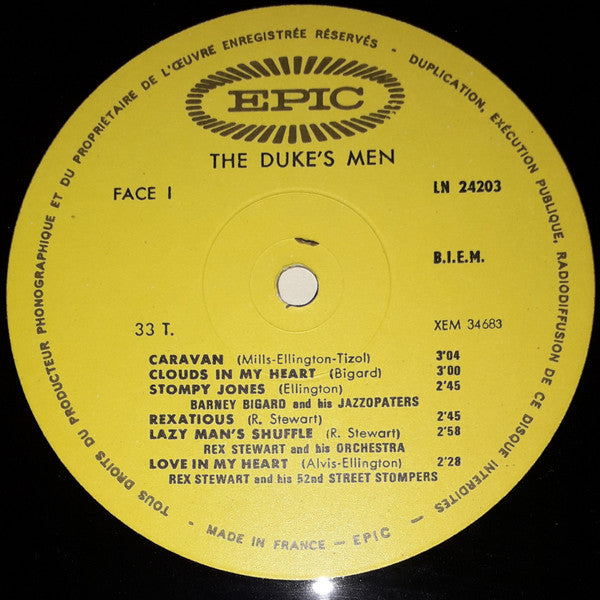 TOUS DROITS DU PRODUCTEUR PHONOGRAPHIQUE ET DU PROPRIÉTAIRE DE L'ŒUVRE ENREGISTRÉE RÉSERVÉS - DUPLICATION, EXÉCUTION PUBLIQUE, RADIODIFFUSION DE CE DISQUE INTERDITES -
EPIC
THE DUKE'S MEN
FACE I
LN 24203
B.I.E.M.
33 T.
XEM 34683
CARAVAN (Mills-Ellington-Tizol) 3'04
CLOUDS IN MY HEART (Bigard) 3'00
STOMPY JONES (Ellington) 2'45
BARNEY BIGARD and his JAZZOPATERS
REXATIOUS (R. Stewart) 2'45
LAZY MAN'S SHUFFLE (R. Stewart) 2'58
REX STEWART and his ORCHESTRA
LOVE IN MY HEART (Alvis-Ellington) 2'28
REX STEWART and his 52nd STREET STOMPERS
- MADE IN FRANCE - EPIC -